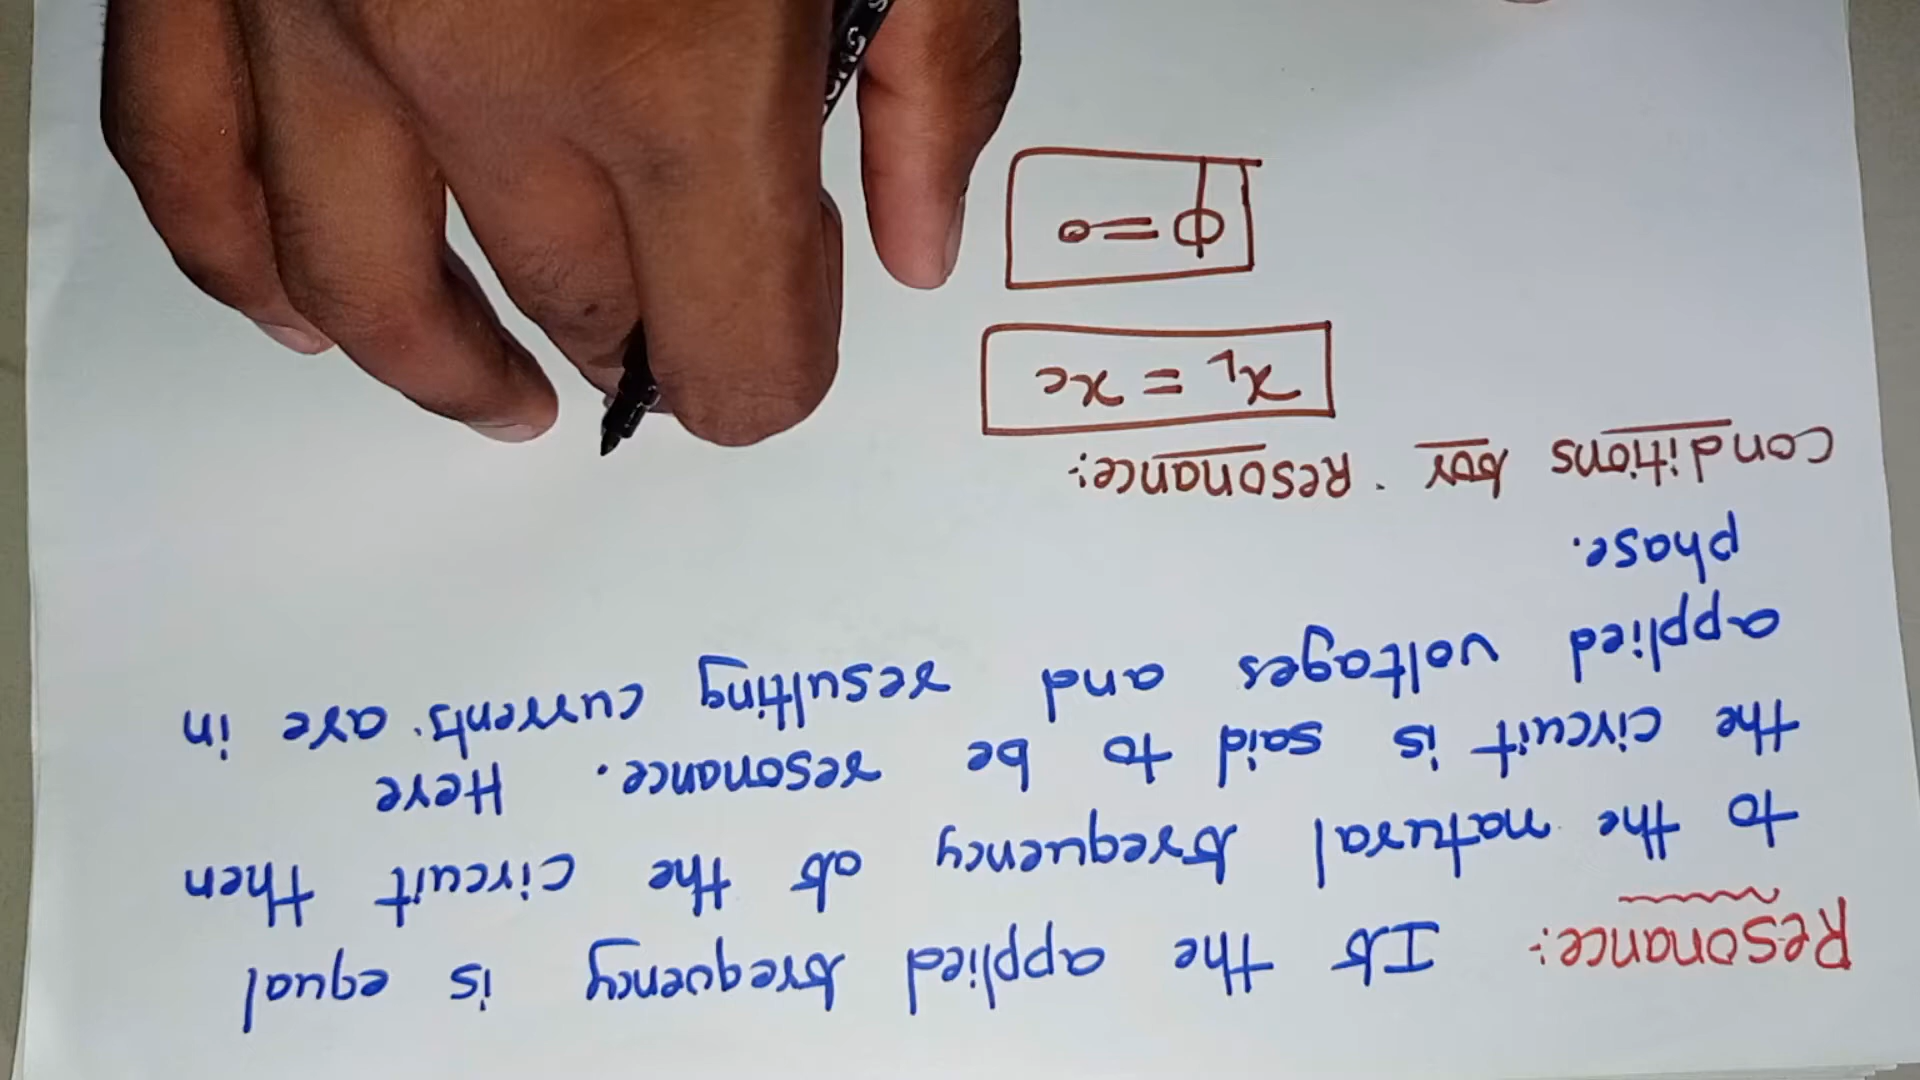 Resonance:- If the applied frequency is equal
to the natural frequency of the circuit then
the circuit is said to be resonance. Here
applied voltages and resulting currents are in
phase.
Conditions for Resonance:-
xL = xc
ϕ = 0